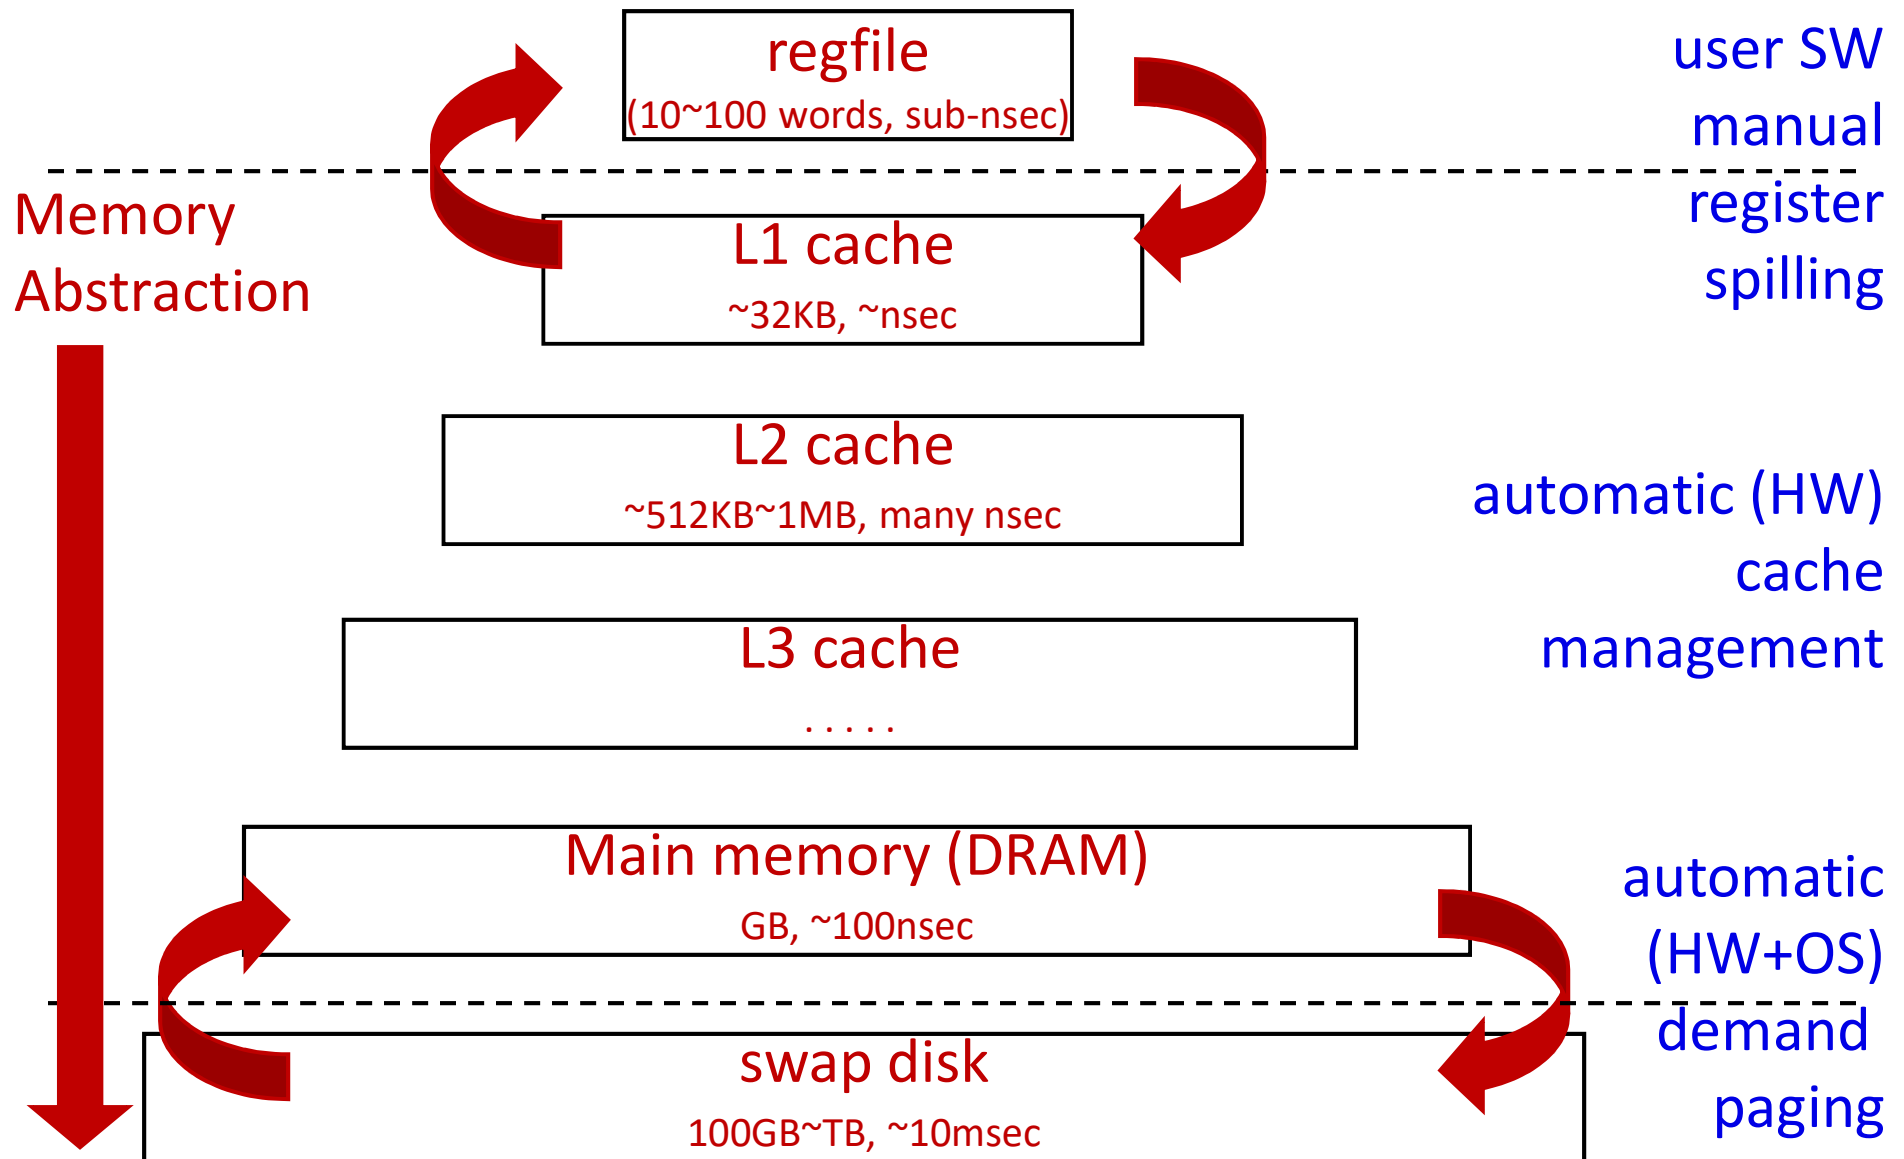 regfile
(10~100 words, sub-nsec)
user SW
manual
register
spilling
Memory
Abstraction
L1 cache
~32KB, ~nsec
L2 cache
~512KB~1MB, many nsec
automatic (HW)
cache
management
L3 cache
. . . . .
Main memory (DRAM)
GB, ~100nsec
automatic
(HW+OS)
demand
paging
swap disk
100GB~TB, ~10msec